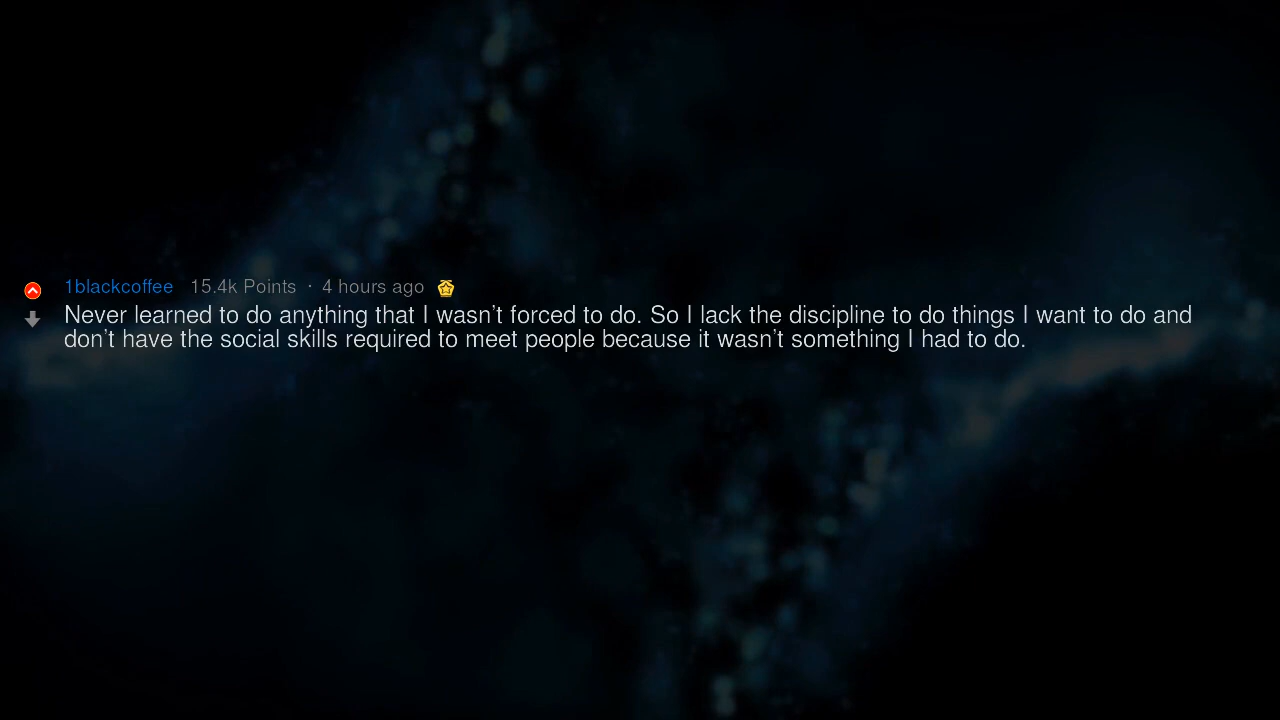 1blackcoffee 15.4k Points · 4 hours ago
Never learned to do anything that I wasn’t forced to do. So I lack the discipline to do things I want to do and
don’t have the social skills required to meet people because it wasn’t something I had to do.